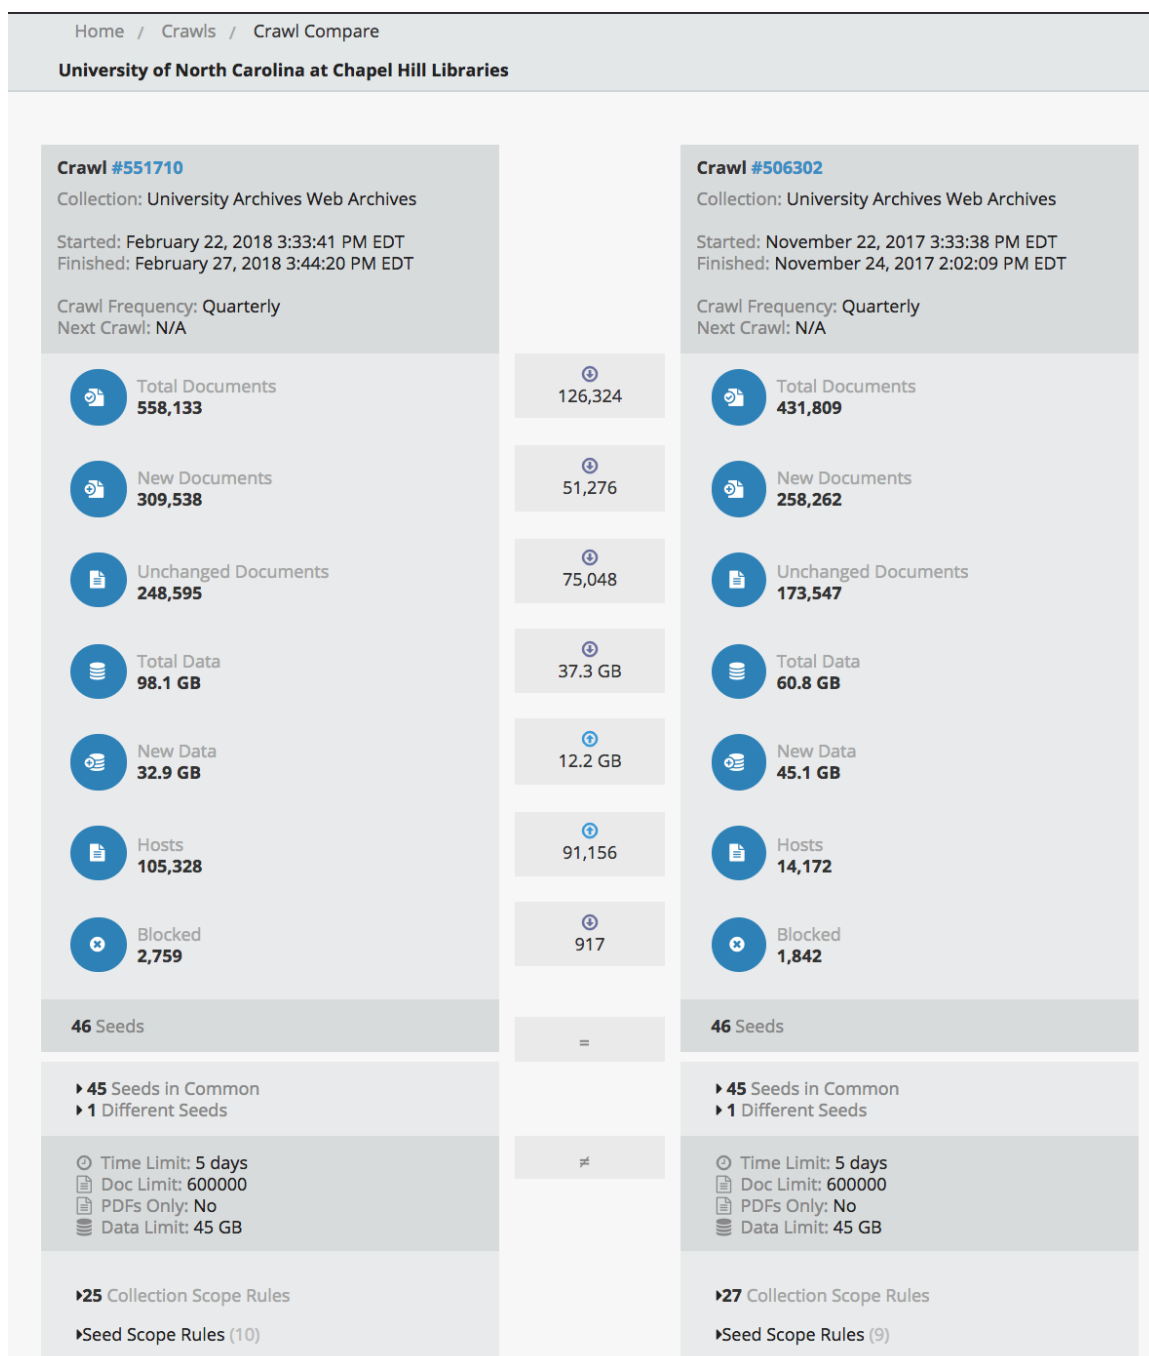 Home / Crawls / Crawl Compare
University of North Carolina at Chapel Hill Libraries
Crawl #551710
Collection: University Archives Web Archives
Started: February 22, 2018 3:33:41 PM EDT
Finished: February 27, 2018 3:44:20 PM EDT
Crawl Frequency: Quarterly
Next Crawl: N/A
Total Documents
558,133
New Documents
309,538
Unchanged Documents
248,595
Total Data
98.1 GB
New Data
32.9 GB
Hosts
105,328
Blocked
2,759
46 Seeds
45 Seeds in Common
1 Different Seeds
Time Limit: 5 days
Doc Limit: 600000
PDFs Only: No
Data Limit: 45 GB
25 Collection Scope Rules
Seed Scope Rules (10)
126,324
51,276
75,048
37.3 GB
12.2 GB
91,156
917
=
≠
Crawl #506302
Collection: University Archives Web Archives
Started: November 22, 2017 3:33:38 PM EDT
Finished: November 24, 2017 2:02:09 PM EDT
Crawl Frequency: Quarterly
Next Crawl: N/A
Total Documents
431,809
New Documents
258,262
Unchanged Documents
173,547
Total Data
60.8 GB
New Data
45.1 GB
Hosts
14,172
Blocked
1,842
46 Seeds
45 Seeds in Common
1 Different Seeds
Time Limit: 5 days
Doc Limit: 600000
PDFs Only: No
Data Limit: 45 GB
27 Collection Scope Rules
Seed Scope Rules (9)